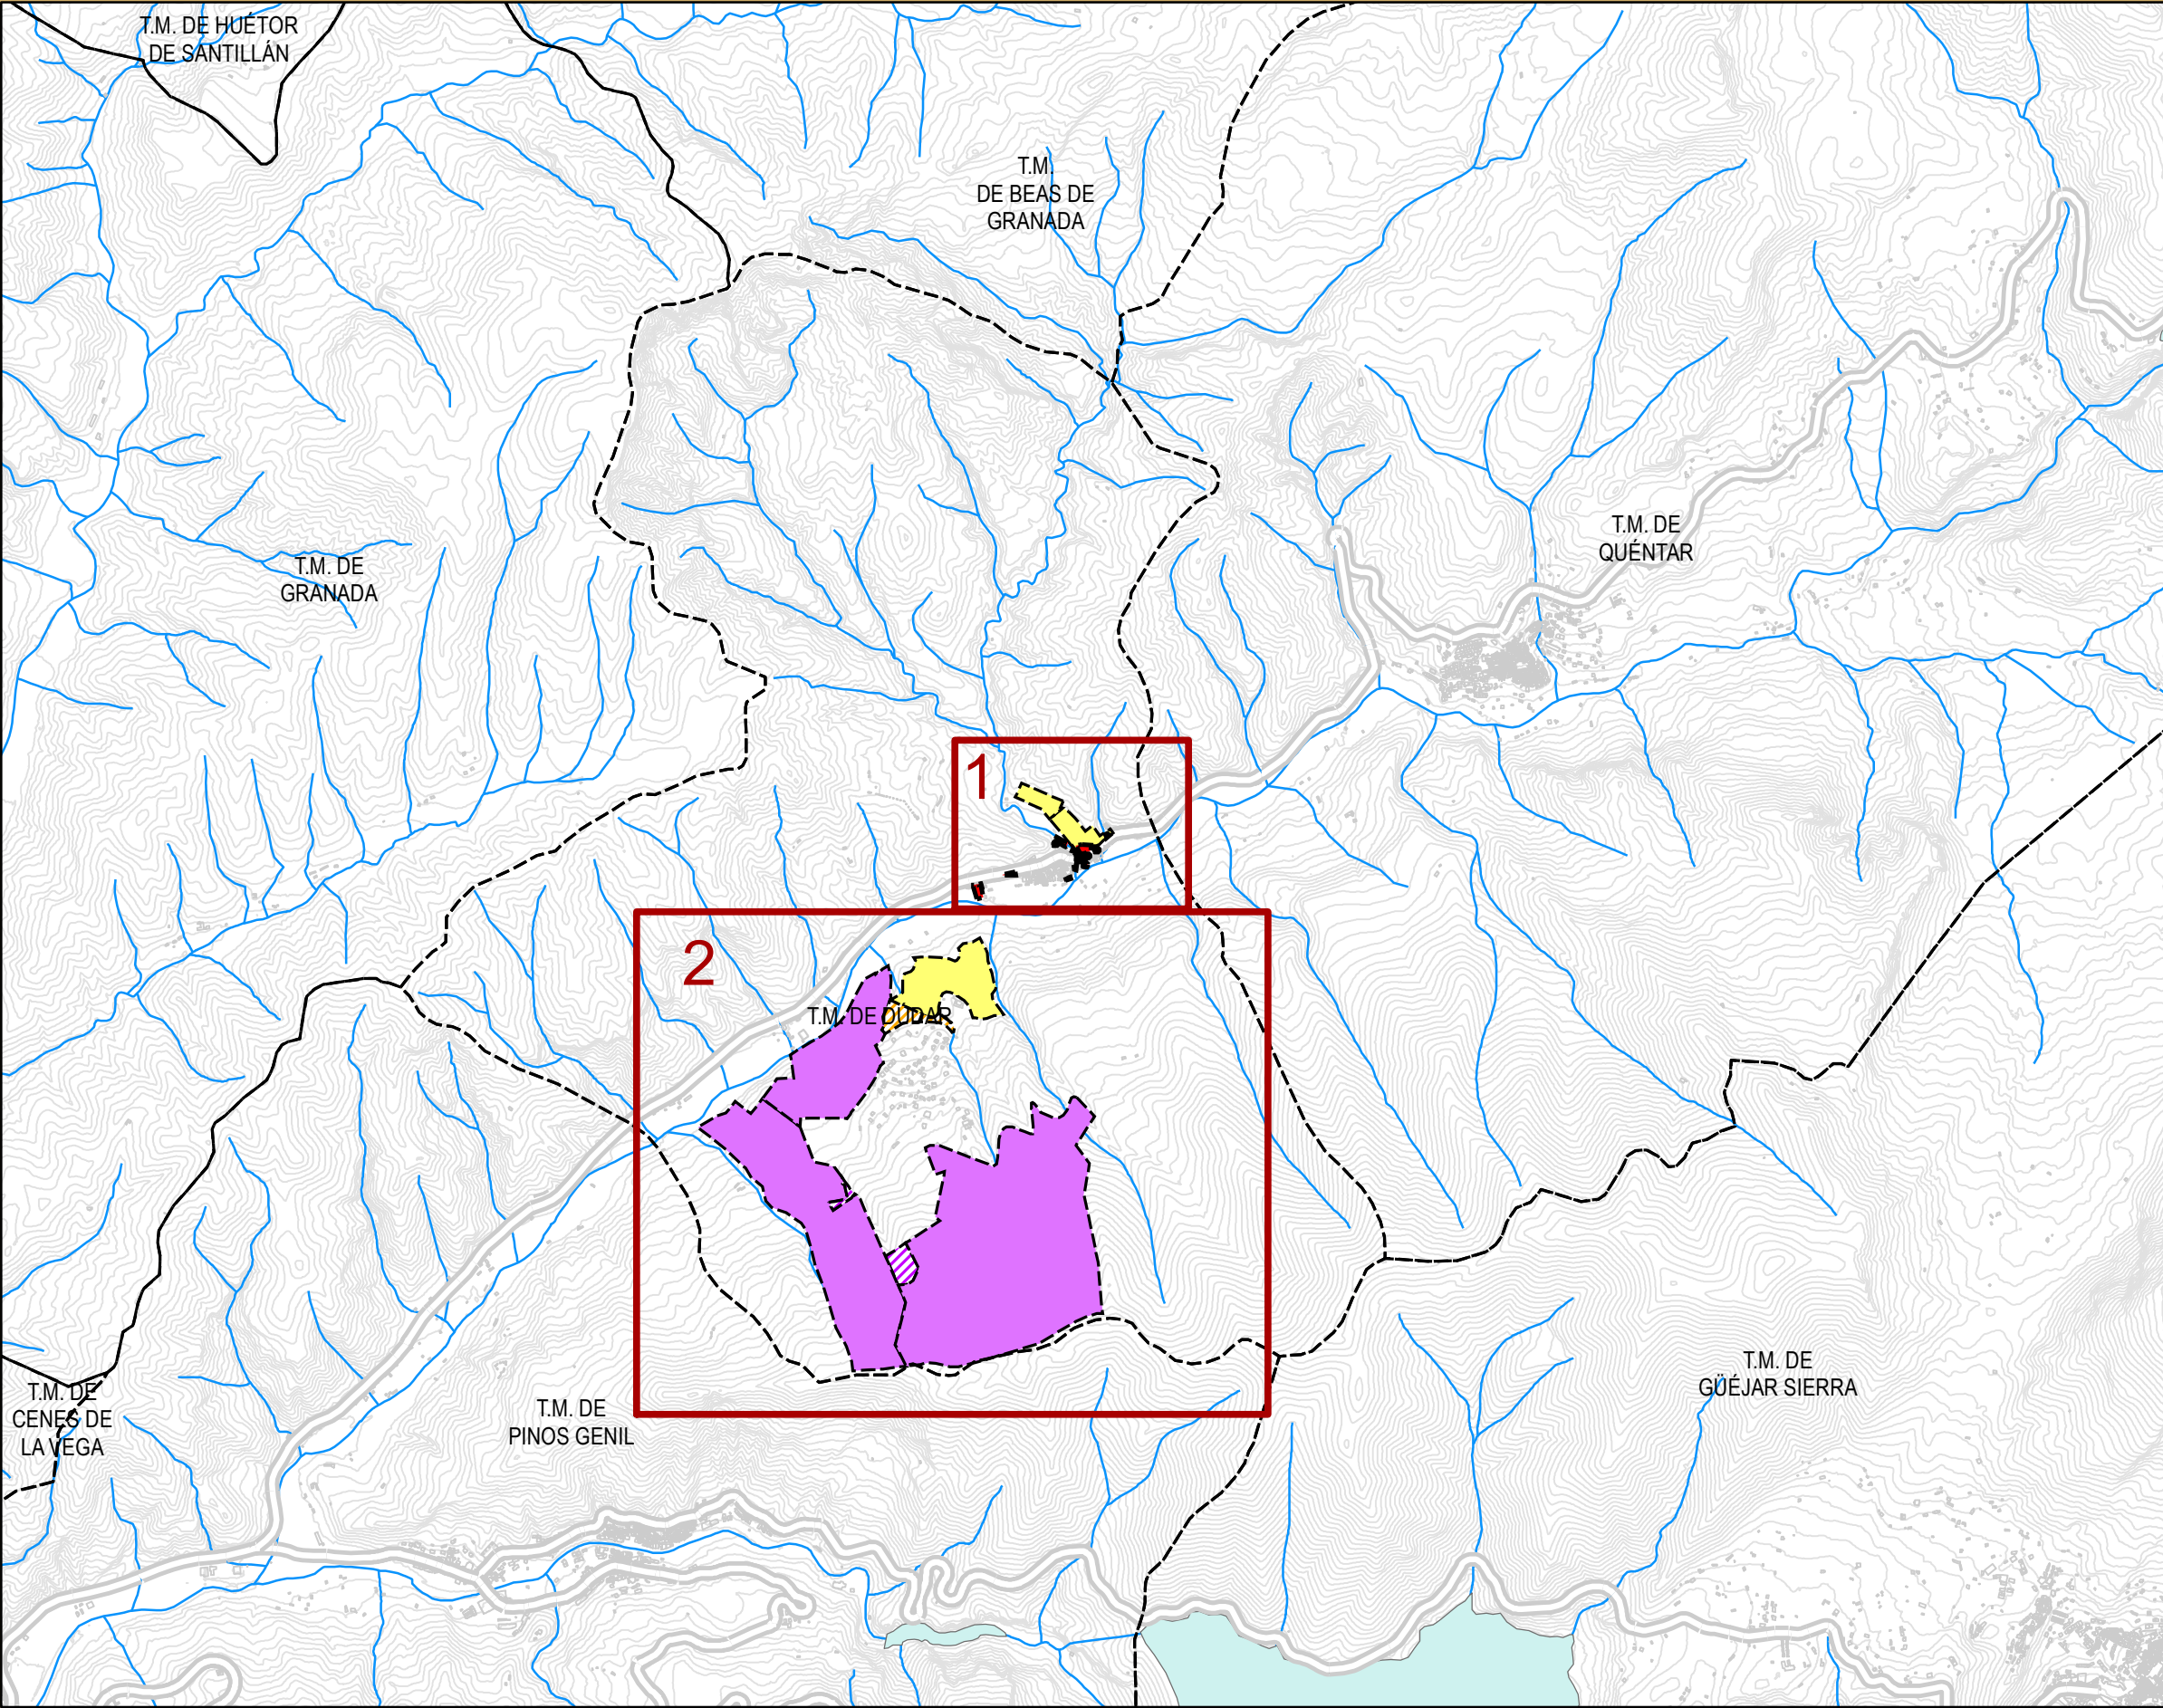 T.M. DE HUÉTOR
DE SANTILLÁN
T.M.
DE BEAS DE
GRANADA
T.M. DE
QUÉNTAR
T.M. DE
GRANADA
1
2
T.M. DE DÚDAR
T.M. DE
GÜÉJAR SIERRA
T.M. DE
CENES DE
LA VEGA
T.M. DE
PINOS GENIL